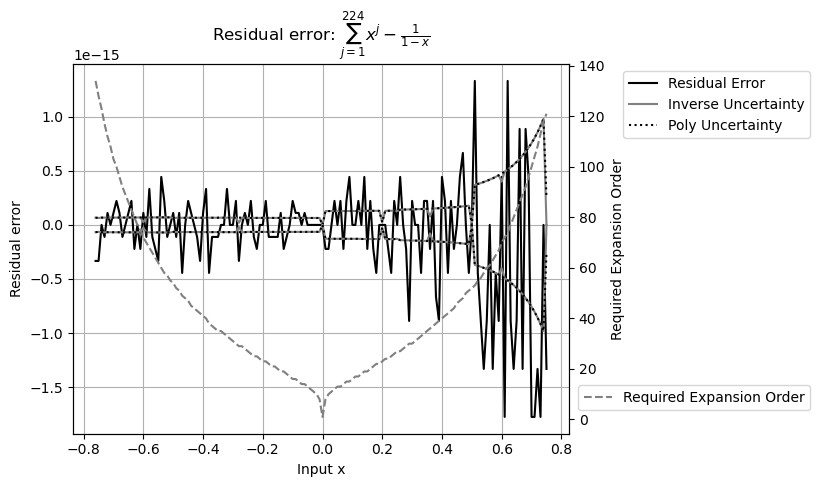 Residual error: $\sum_{j=1}^{224} x^j - \frac{1}{1-x}$
1e−15
1.0
0.5
0.0
−0.5
−1.0
−1.5
Residual error
−0.8 −0.6 −0.4 −0.2 0.0 0.2 0.4 0.6 0.8
Input x
140
120
100
80
60
40
20
0
Required Expansion Order
Residual Error
Inverse Uncertainty
Poly Uncertainty
Required Expansion Order